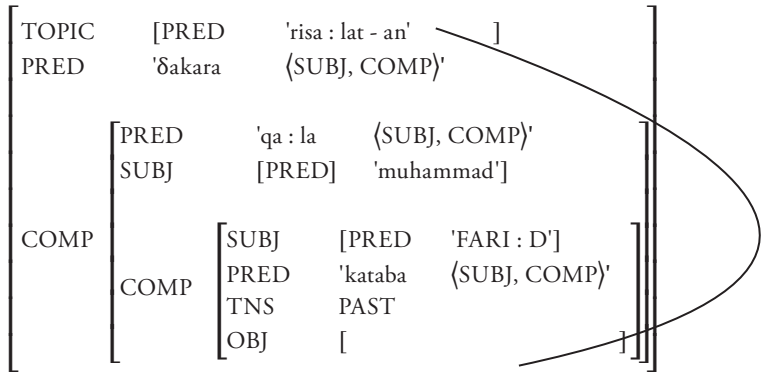 TOPIC [PRED 'risa : lat - an' ]
PRED 'δakara ⟨SUBJ, COMP⟩'
PRED 'qa : la ⟨SUBJ, COMP⟩'
SUBJ [PRED] 'muhammad']
COMP
SUBJ [PRED 'FARI : D']
COMP
PRED 'kataba ⟨SUBJ, COMP⟩'
TNS PAST
OBJ [ ]